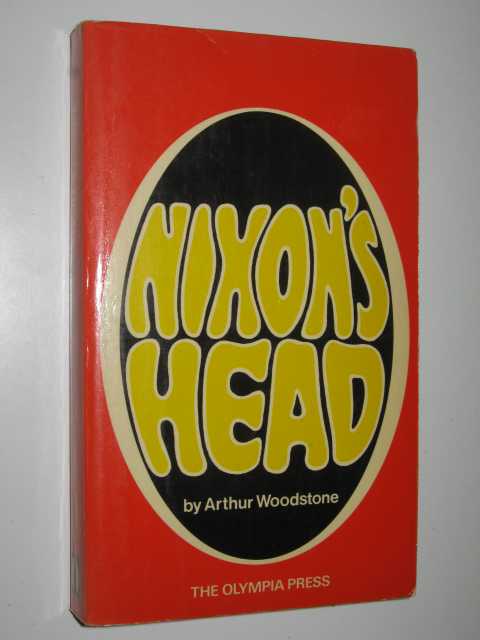 NIXON'S
HEAD
by Arthur Woodstone
THE OLYMPIA PRESS